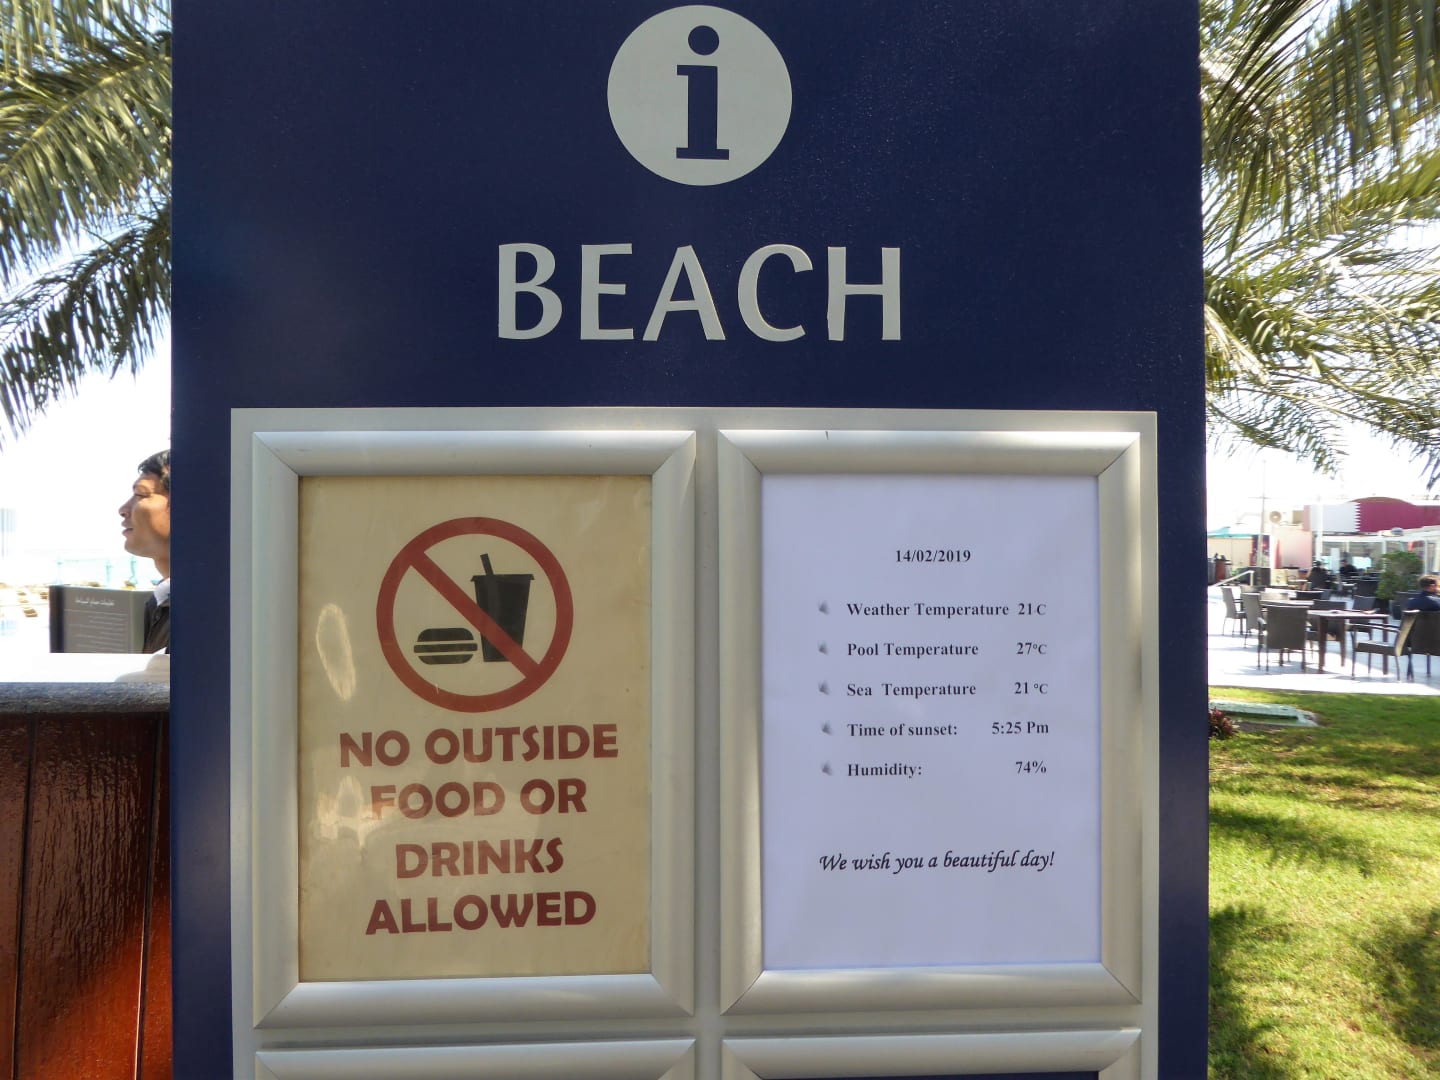 i
BEACH
NO OUTSIDE
FOOD OR
DRINKS
ALLOWED
14/02/2019
Weather Temperature 21 C
Pool Temperature 27°C
Sea Temperature 21 °C
Time of sunset: 5:25 Pm
Humidity: 74%
We wish you a beautiful day!